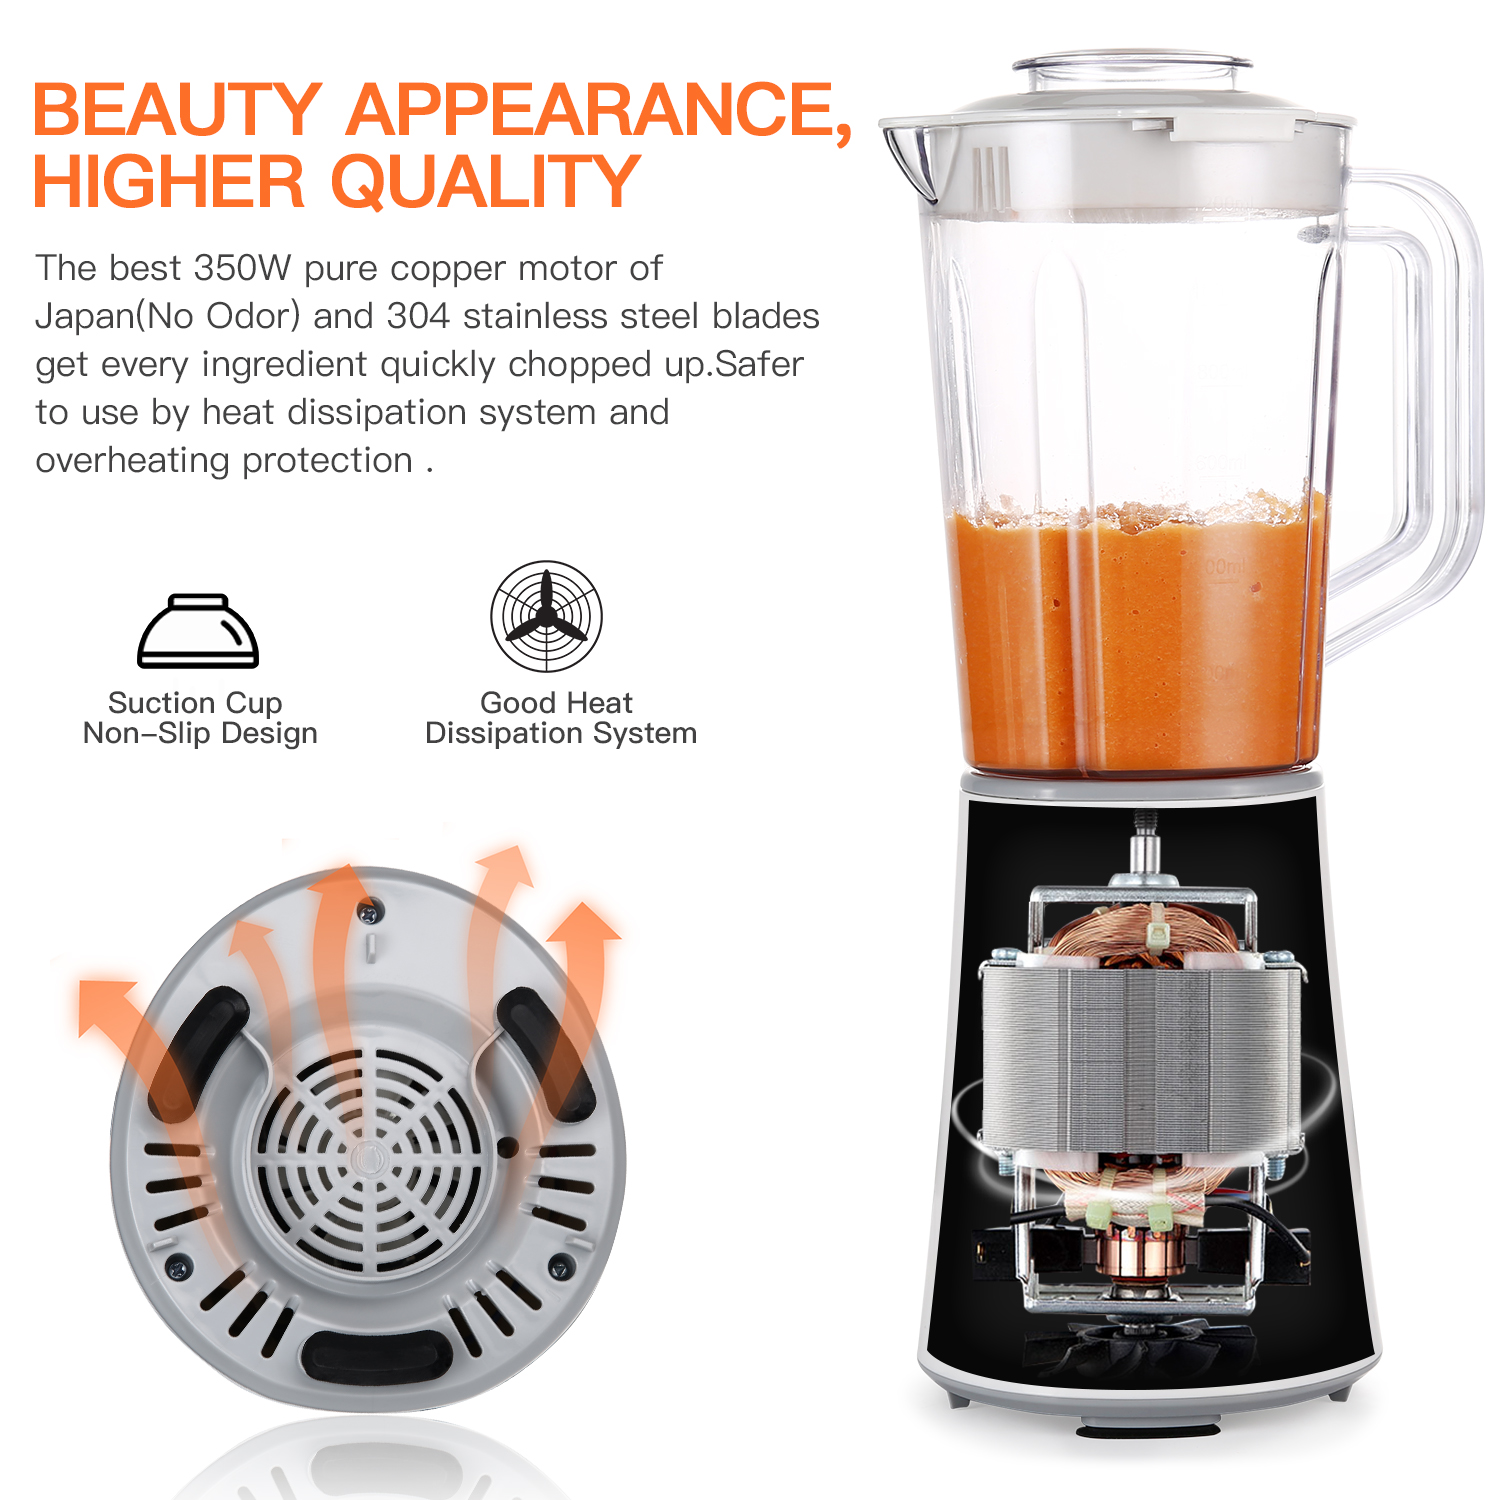 BEAUTY APPEARANCE,
HIGHER QUALITY
The best 350W pure copper motor of
Japan(No Odor) and 304 stainless steel blades
get every ingredient quickly chopped up.Safer
to use by heat dissipation system and
overheating protection .
Suction Cup
Non–Slip Design
Good Heat
Dissipation System